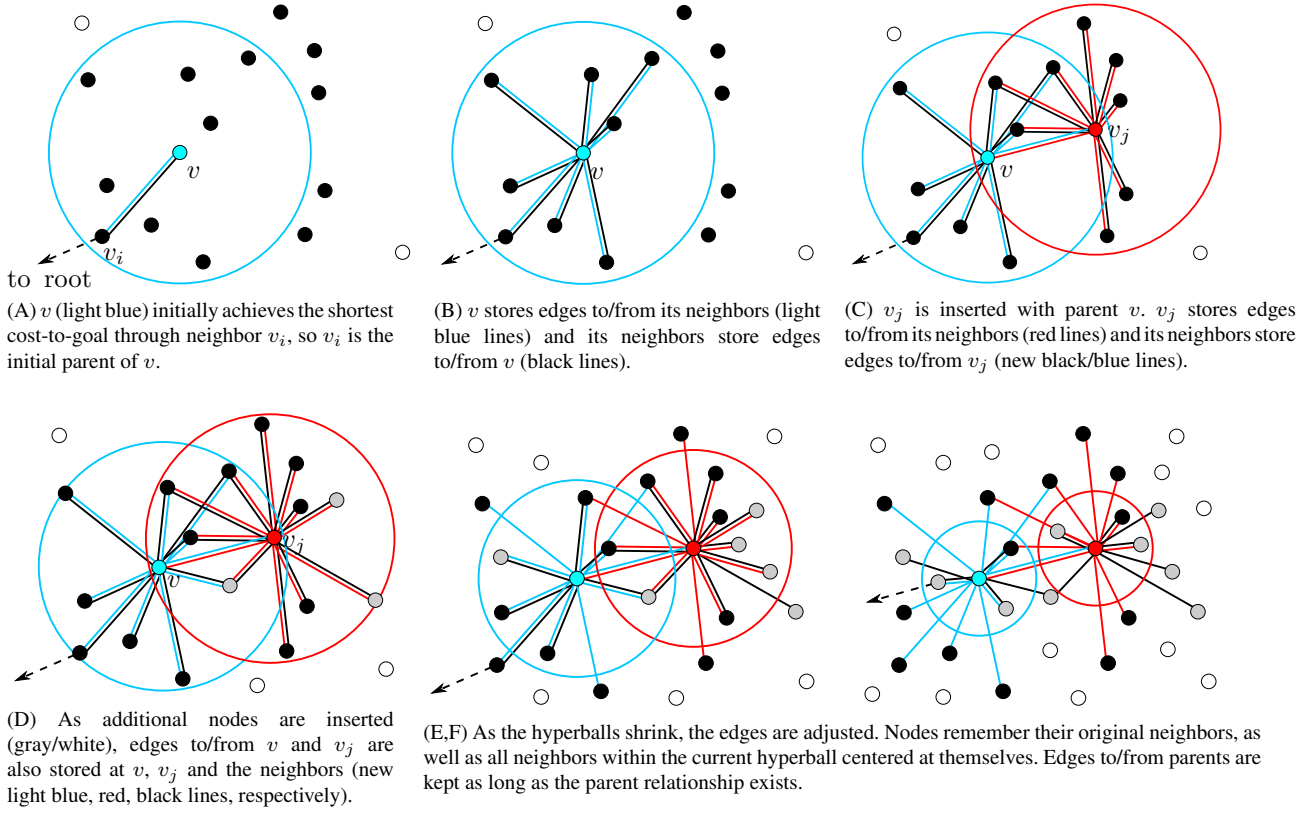 v
v_i
to root
(A) v (light blue) initially achieves the shortest
cost-to-goal through neighbor v_i, so v_i is the
initial parent of v.
v
(B) v stores edges to/from its neighbors (light
blue lines) and its neighbors store edges
to/from v (black lines).
v_j
v
(C) v_j is inserted with parent v. v_j stores edges
to/from its neighbors (red lines) and its neighbors store
edges to/from v_j (new black/blue lines).
v_j
v
(D) As additional nodes are inserted
(gray/white), edges to/from v and v_j are
also stored at v, v_j and the neighbors (new
light blue, red, black lines, respectively).
(E,F) As the hyperballs shrink, the edges are adjusted. Nodes remember their original neighbors, as
well as all neighbors within the current hyperball centered at themselves. Edges to/from parents are
kept as long as the parent relationship exists.